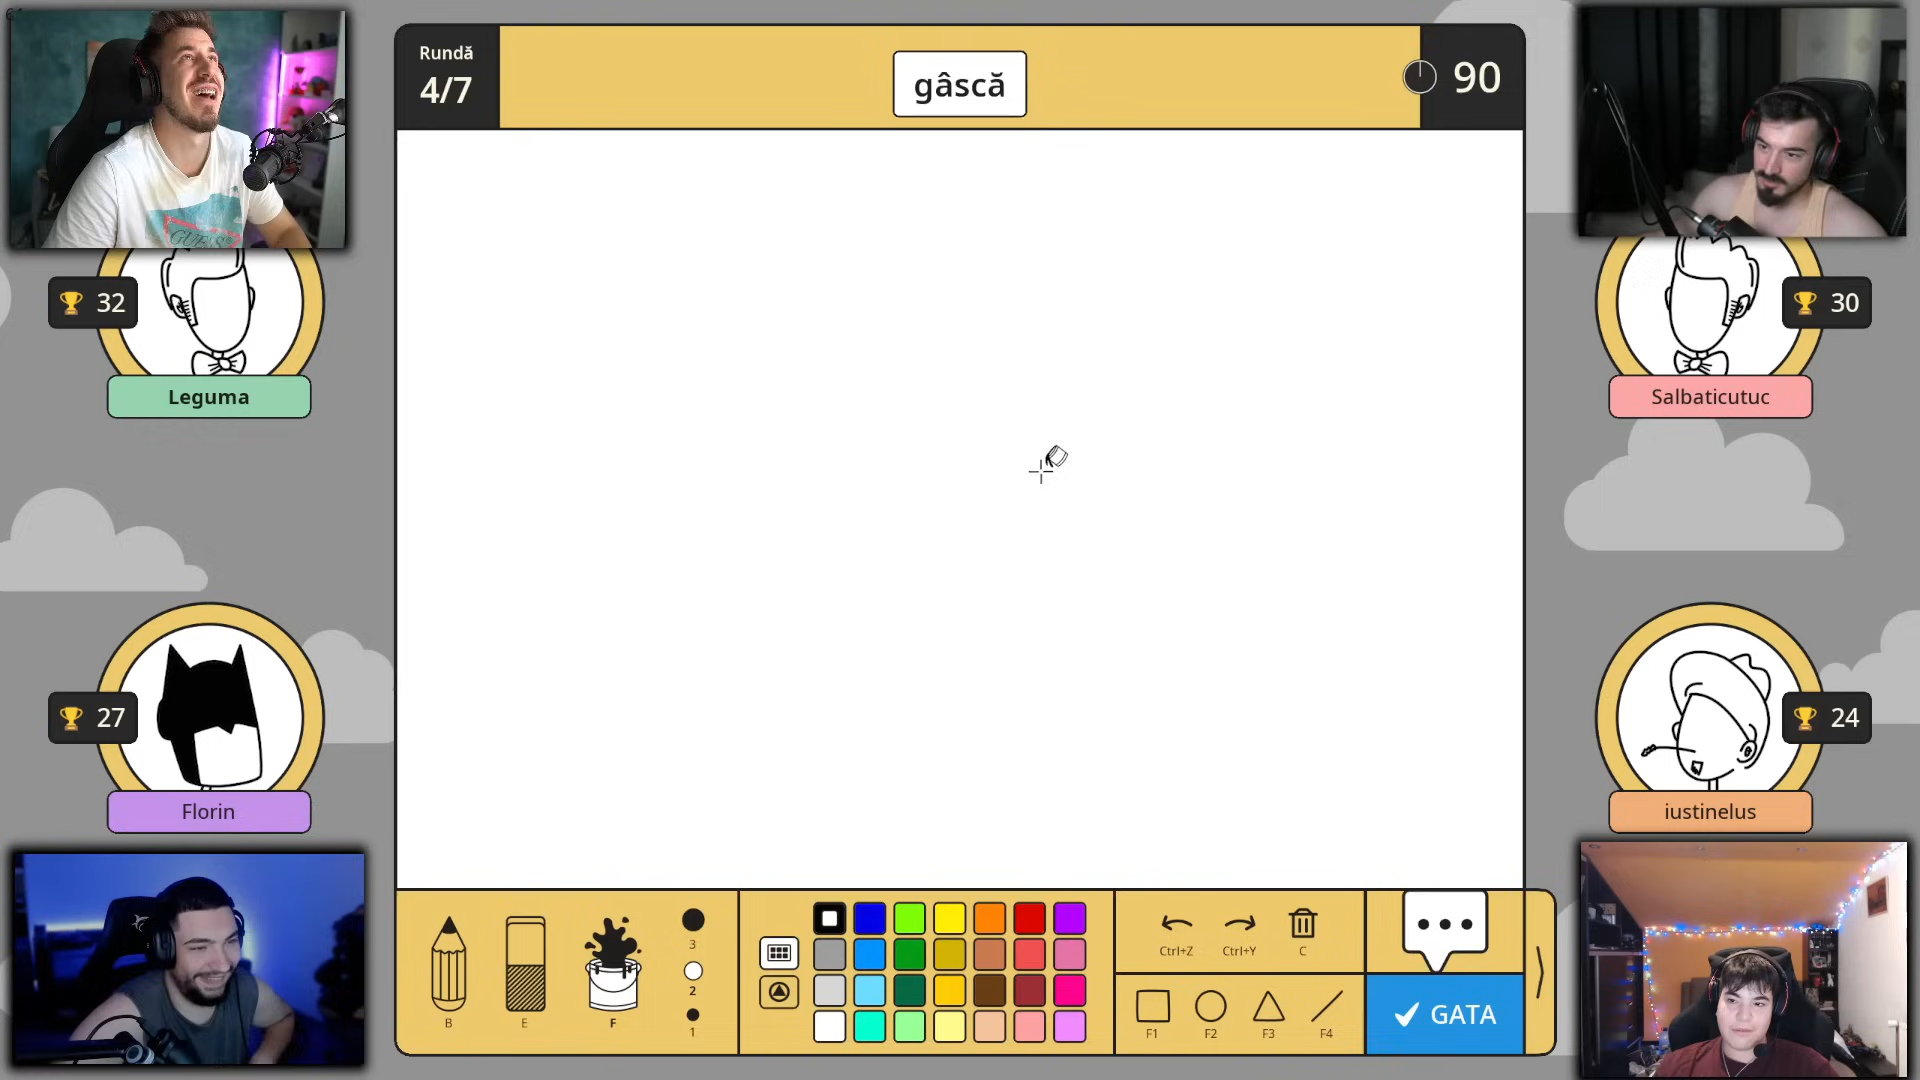 Rundă
4/7
gâscă
90
GUESS
32
Leguma
30
Salbaticutuc
27
Florin
24
iustinelus
B
E
F
3
2
1
Ctrl+Z
Ctrl+Y
C
F1
F2
F3
F4
GATA